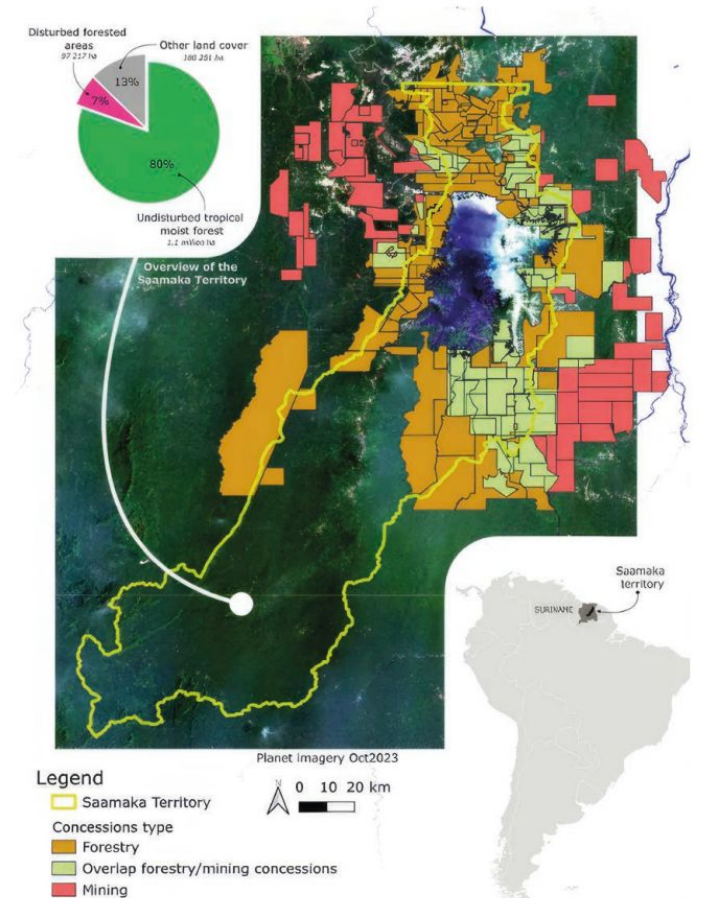 Disturbed forested
areas
97 217 ha
Other land cover
180 251 ha
13%
7%
80%
Undisturbed tropical
moist forest
1.1 million ha
Overview of the
Saamaka Territory
Saamaka
territory
SURINAME
Planet imagery Oct2023
Legend
N
0 10 20 km
Saamaka Territory
Concessions type
Forestry
Overlap forestry/mining concessions
Mining